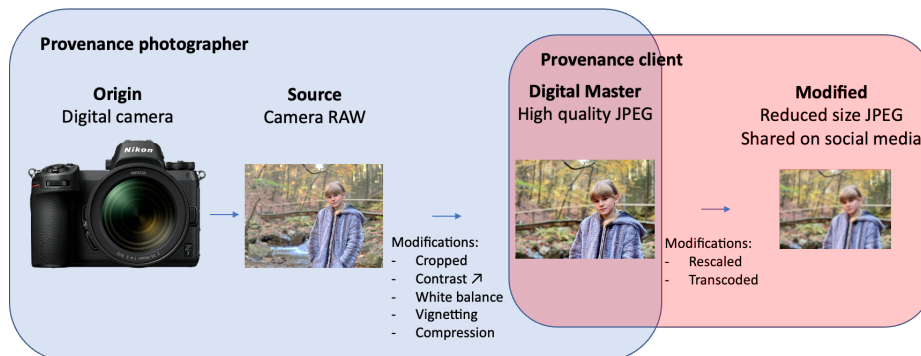 Provenance photographer
Provenance client
Origin
Digital camera
Source
Camera RAW
Digital Master
High quality JPEG
Modified
Reduced size JPEG
Shared on social media
Nikon
Modifications:
- Cropped
- Contrast ↗
- White balance
- Vignetting
- Compression
Modifications:
- Rescaled
- Transcoded